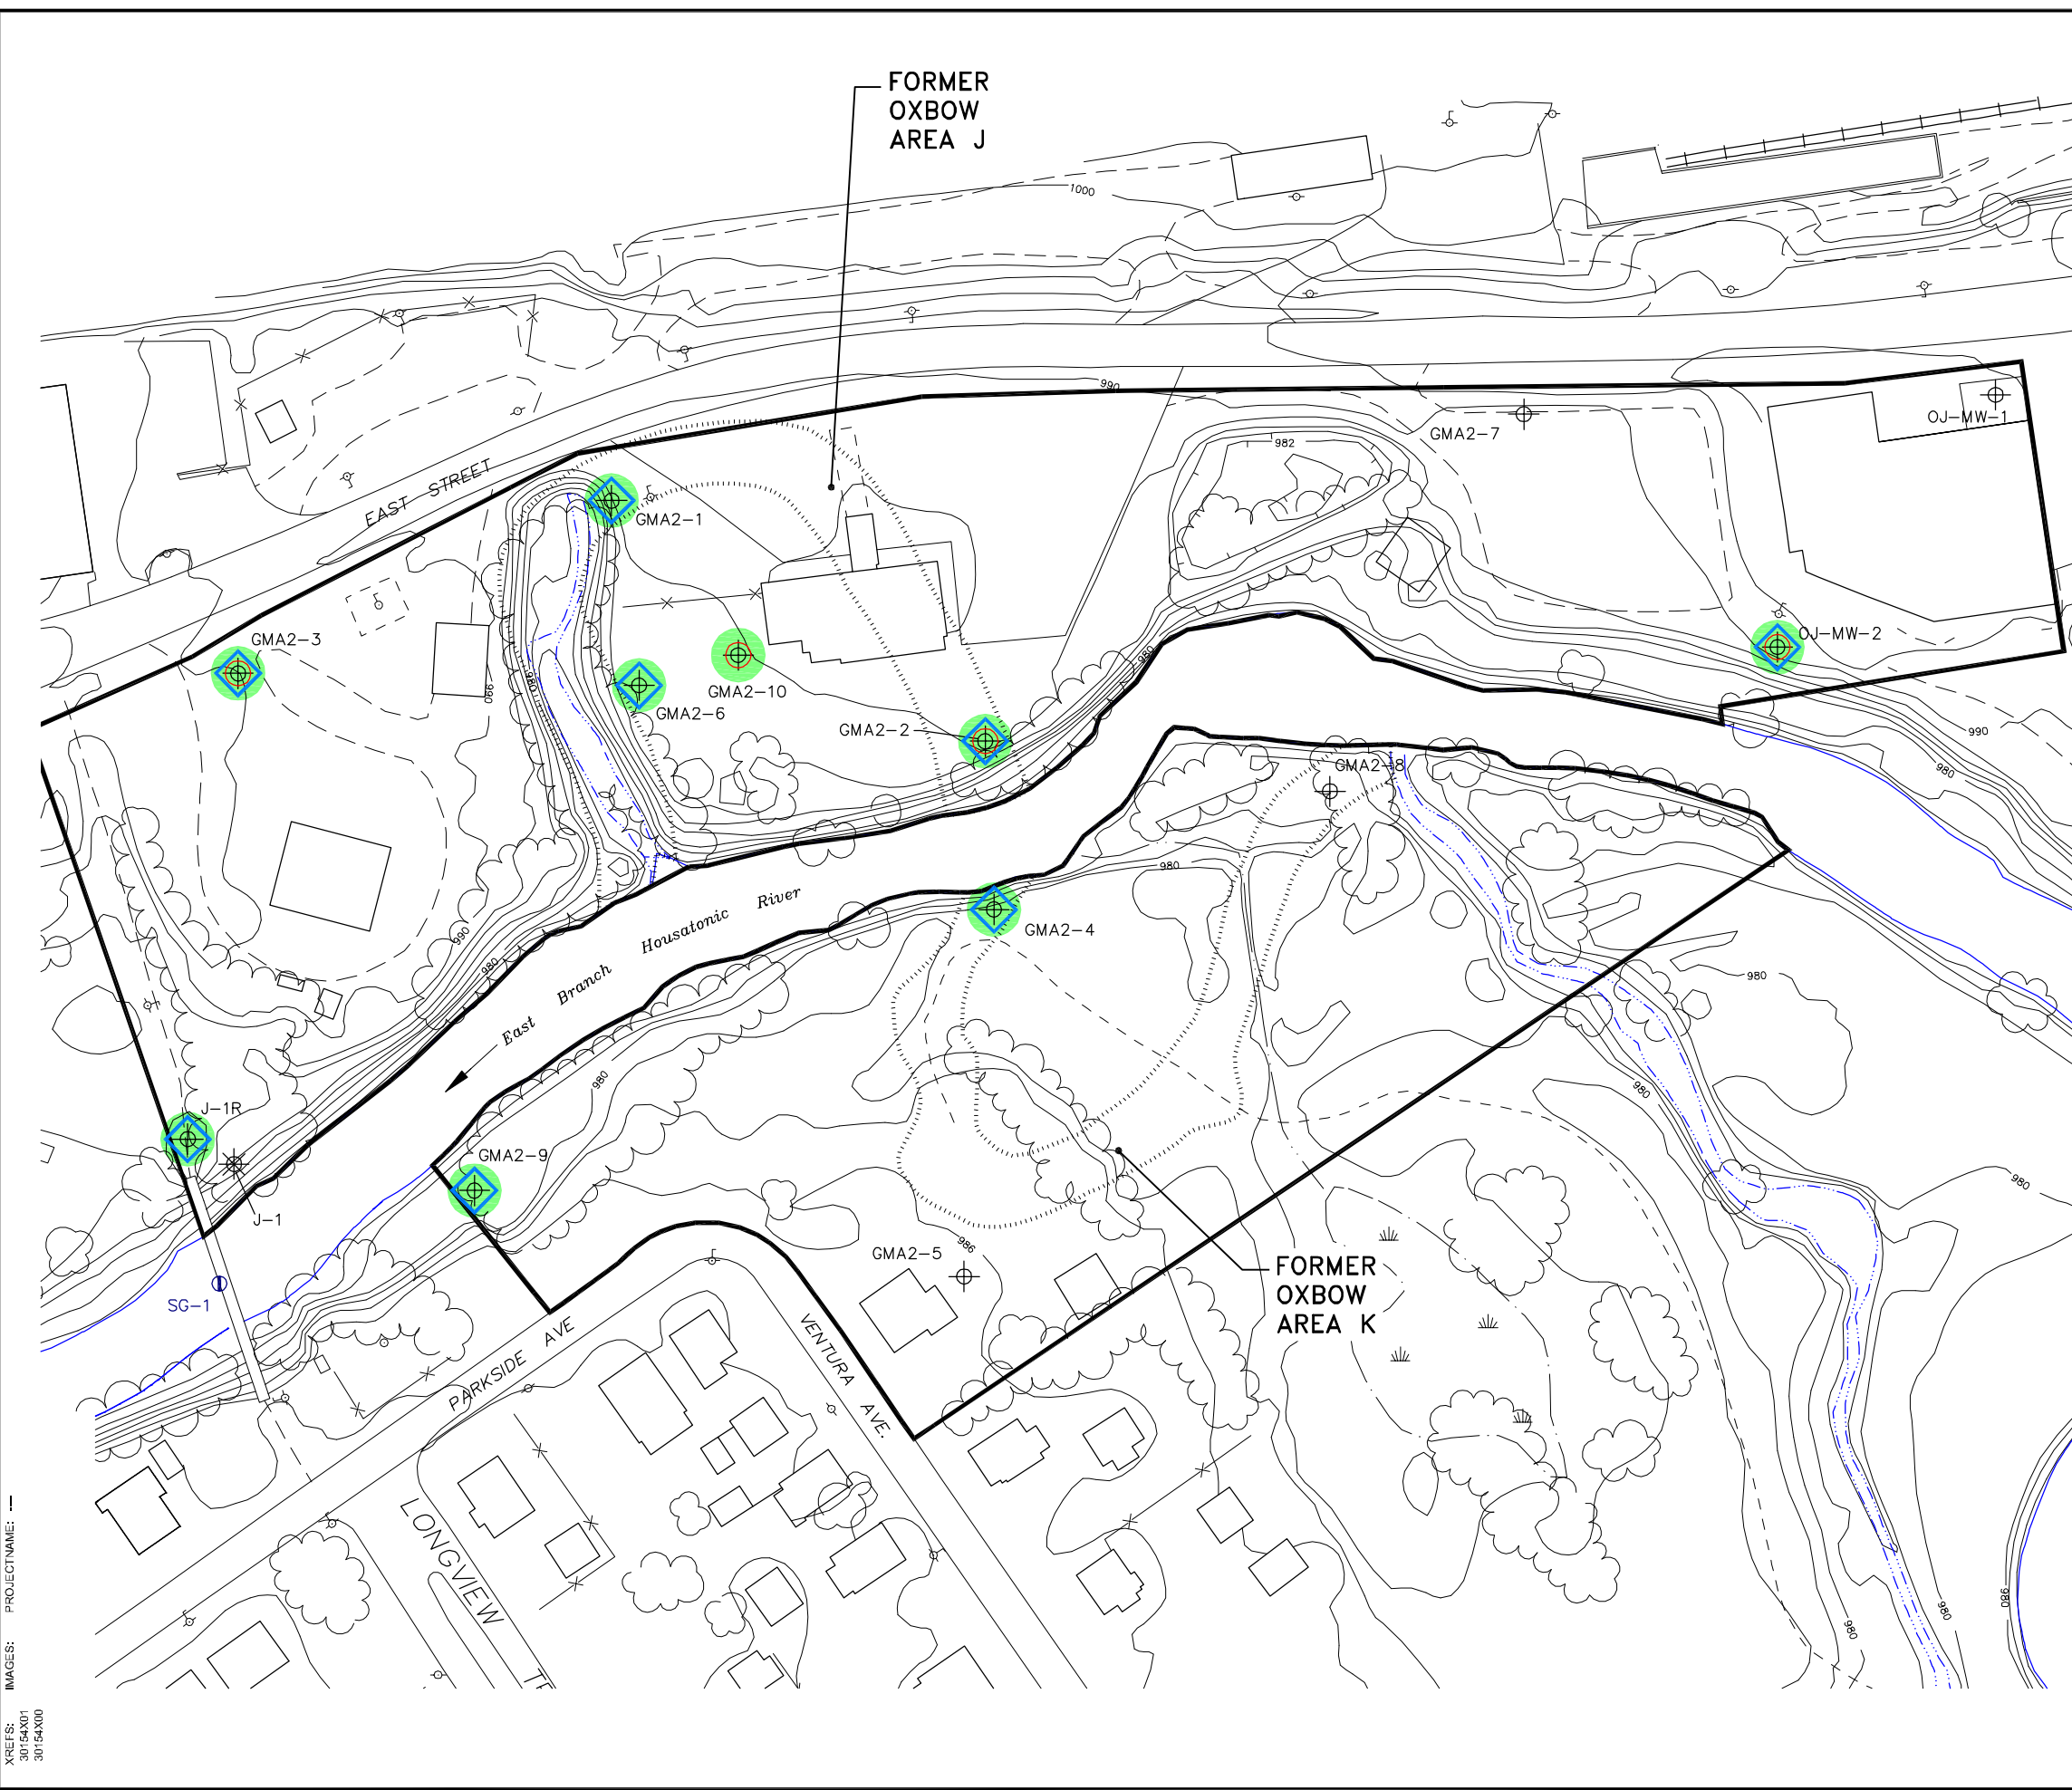 FORMER
OXBOW
AREA J
1000
990
982
GMA2-7
OJ-MW-1
EAST STREET
GMA2-1
GMA2-3
OJ-MW-2
980
980
990
GMA2-10
GMA2-6
GMA2-2
990
980
GMA2-8
980
990
980
East Branch Housatonic River
GMA2-4
980
980
980
J-1R
GMA2-9
J-1
980
986
GMA2-5
SG-1
FORMER
OXBOW
AREA K
PARKSIDE AVE
VENTURA AVE.
LONGVIEW TE
980
980
980
XREFS:
30154X01
30154X00
IMAGES:
PROJECTNAME: ---